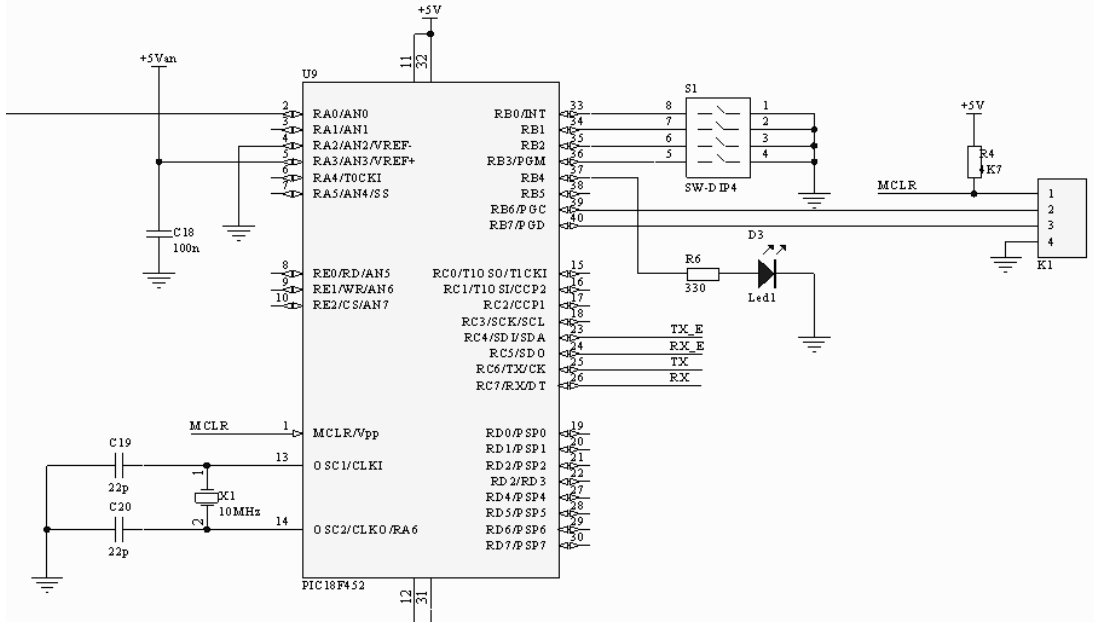 +5V
11 32
+5Van
U9
2 RA0/AN0 RB0/INT 33
3 RA1/AN1 RB1 34
4 RA2/AN2/VREF- RB2 35
5 RA3/AN3/VREF+ RB3/PGM 36
6 RA4/T0CKI RB4 37
7 RA5/AN4/SS RB5 38
RB6/PGC 39
RB7/PGD 40
S1
8 1
7 2
6 3
5 4
SW-DIP4
+5V
R4
4K7
MCLR
1
2
3
4
K1
C18
100n
D3
R6
330
Led1
8 RE0/RD/AN5 RC0/T1OSO/T1CKI 15
9 RE1/WR/AN6 RC1/T1OSI/CCP2 16
10 RE2/CS/AN7 RC2/CCP1 17
RC3/SCK/SCL 18
RC4/SDI/SDA 23 TX_E
RC5/SDO 24 RX_E
RC6/TX/CK 25 TX
RC7/RX/DT 26 RX
MCLR 1 MCLR/Vpp RD0/PSP0 19
RD1/PSP1 20
C19
22p
13 OSC1/CLKI RD2/PSP2 21
RD2/RD3 22
1
X1
10MHz
2
RD4/PSP4 27
RD5/PSP5 28
C20
22p
14 OSC2/CLKO/RA6 RD6/PSP6 29
RD7/PSP7 30
PIC18F452
12 31